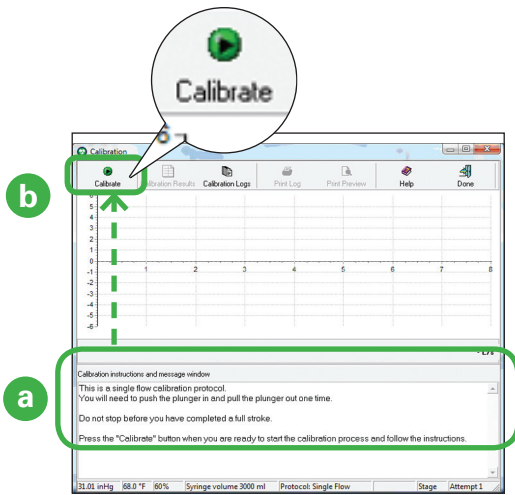 Calibrate
b
Calibration
Calibrate
Calibration Results
Calibration Logs
Print Log
Print Preview
Help
Done
5
4
3
2
1
0
-1
-2
-3
-4
-5
-6
1 2 3 4 5 6 7 8
a
Calibration instructions and message window
This is a single flow calibration protocol.
You will need to push the plunger in and pull the plunger out one time.
Do not stop before you have completed a full stroke.
Press the "Calibrate" button when you are ready to start the calibration process and follow the instructions.
31.01 inHg 68.0 °F 60% Syringe volume 3000 ml Protocol: Single Flow Stage Attempt 1